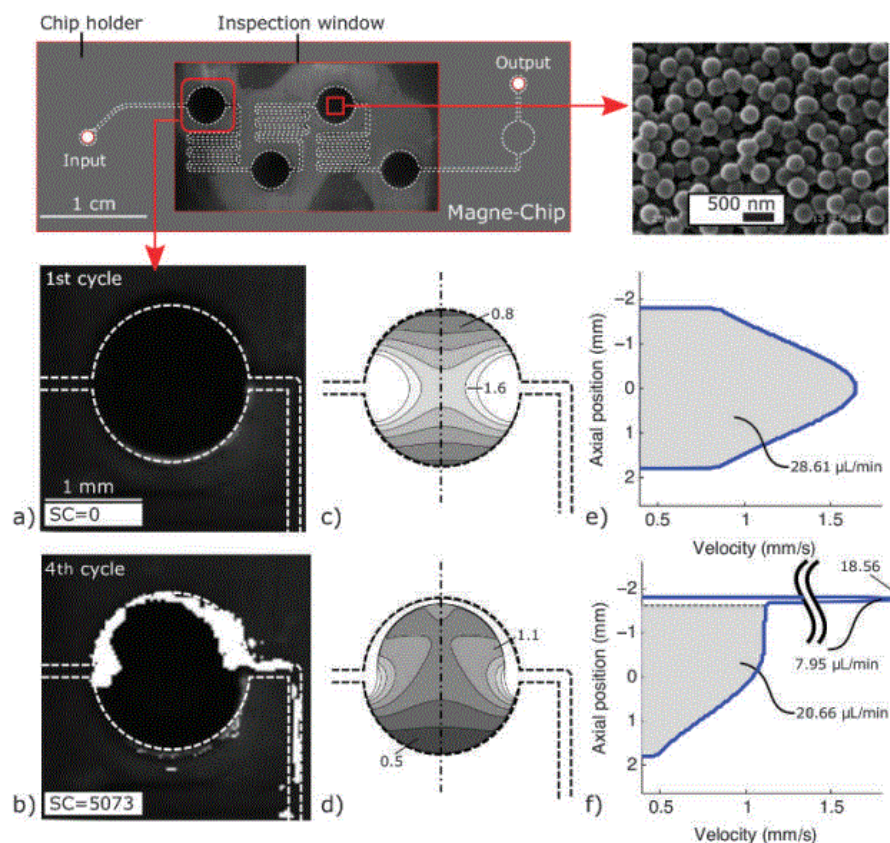 Chip holder
Inspection window
Output
Input
1 cm
Magne-Chip
500 nm
1st cycle
1 mm
a)
SC=0
0.8
1.6
c)
Axial position (mm)
-2
-1
0
1
2
28.61 µL/min
e)
0.5
1
1.5
Velocity (mm/s)
4th cycle
b)
SC=5073
1.1
0.5
d)
18.56
Axial position (mm)
-2
-1
0
1
2
7.95 µL/min
20.66 µL/min
f)
0.5
1
1.5
Velocity (mm/s)